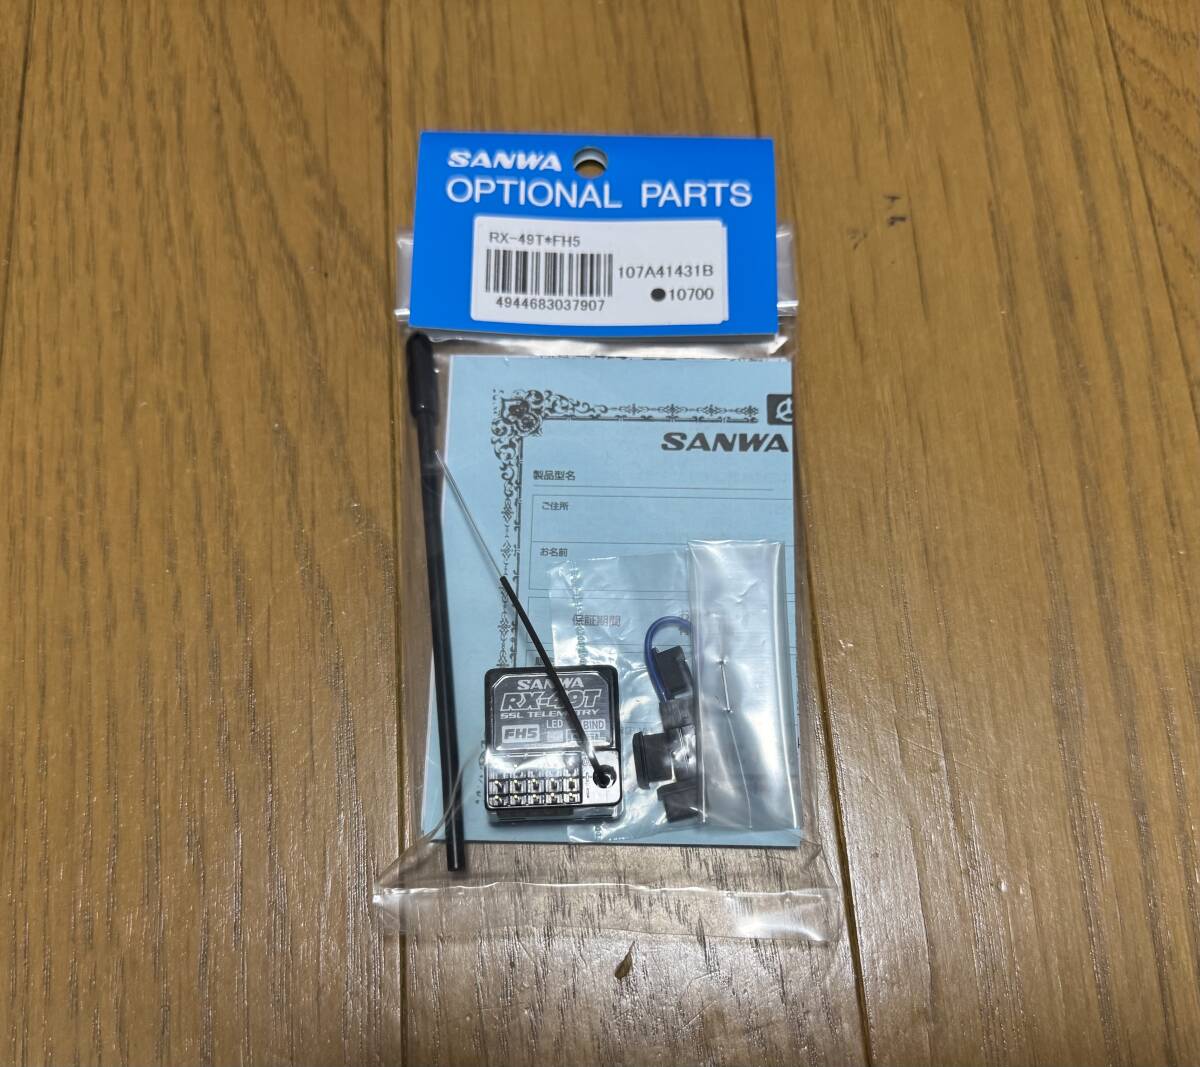 SANWA
OPTIONAL PARTS
RX-49T*FH5
107A41431B
4944683037907
●10700
SANWA
製品型名
ご住所
お名前
保証期間
SANWA
RX-49T
SSL TELEMETRY
FH5
LED
BIND